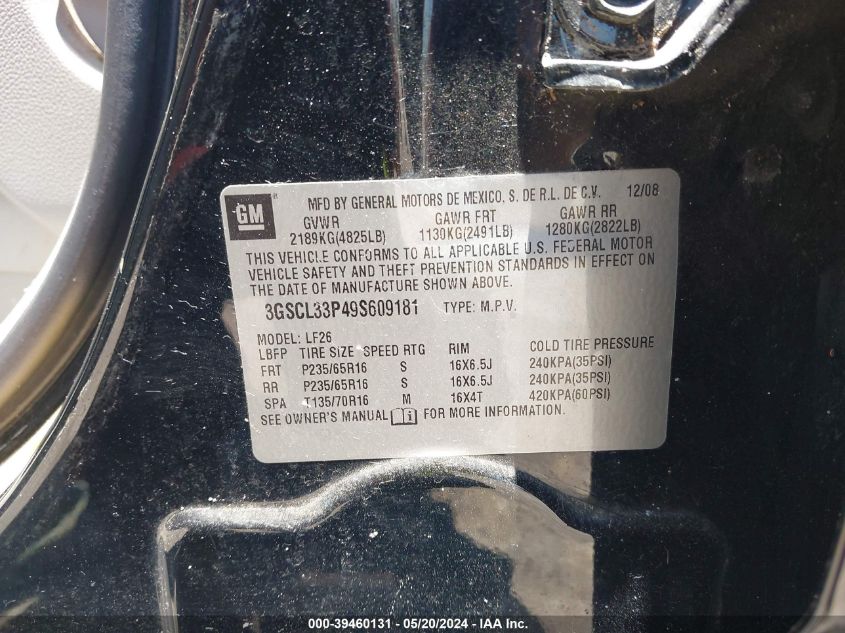 GM ®
MFD BY GENERAL MOTORS DE MEXICO, S. DE R.L. DE C.V. 12/08
GVWR GAWR FRT GAWR RR
2189KG(4825LB) 1130KG(2491LB) 1280KG(2822LB)
THIS VEHICLE CONFORMS TO ALL APPLICABLE U.S. FEDERAL MOTOR
VEHICLE SAFETY AND THEFT PREVENTION STANDARDS IN EFFECT ON
THE DATE OF MANUFACTURE SHOWN ABOVE.
3GSCL33P49S609181 TYPE: M.P.V.
MODEL: LF26
LBFP TIRE SIZE SPEED RTG RIM COLD TIRE PRESSURE
FRT P235/65R16 S 16X6.5J 240KPA(35PSI)
RR P235/65R16 S 16X6.5J 240KPA(35PSI)
SPA T135/70R16 M 16X4T 420KPA(60PSI)
SEE OWNER'S MANUAL FOR MORE INFORMATION.
000-39460131 - 05/20/2024 - IAA Inc.